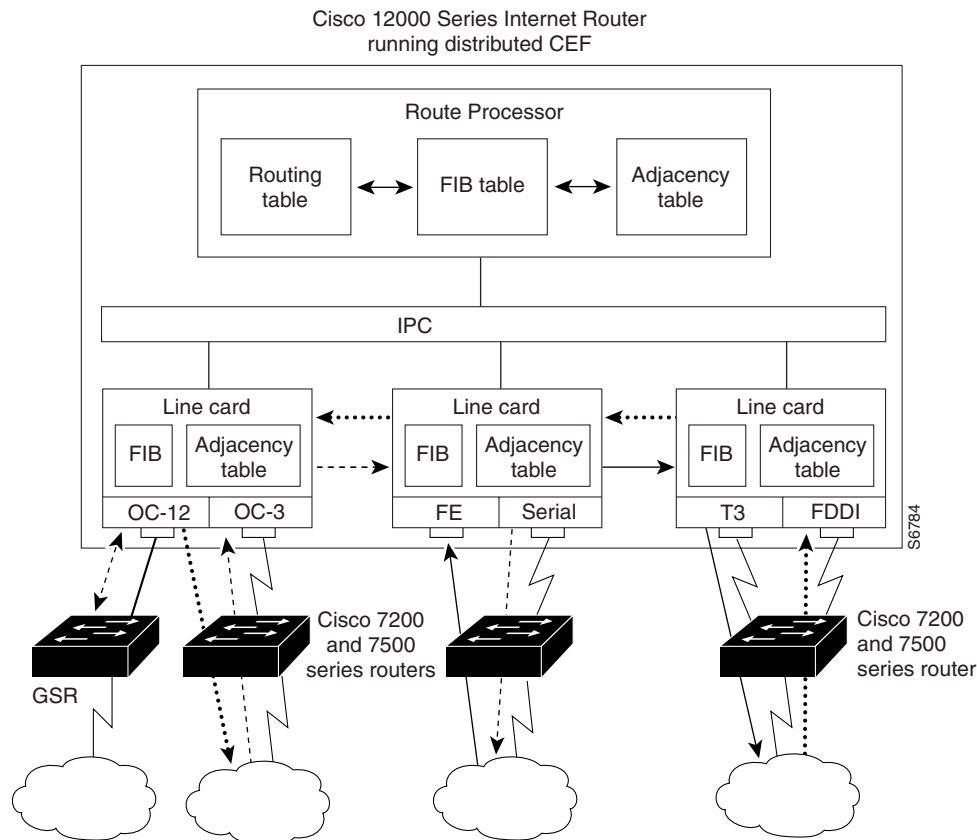 Cisco 12000 Series Internet Router
running distributed CEF
Route Processor
Routing
table
FIB table
Adjacency
table
IPC
Line card
FIB
Adjacency
table
OC-12
OC-3
Line card
FIB
Adjacency
table
FE
Serial
Line card
FIB
Adjacency
table
T3
FDDI
S6784
GSR
Cisco 7200
and 7500
series routers
Cisco 7200
and 7500
series router